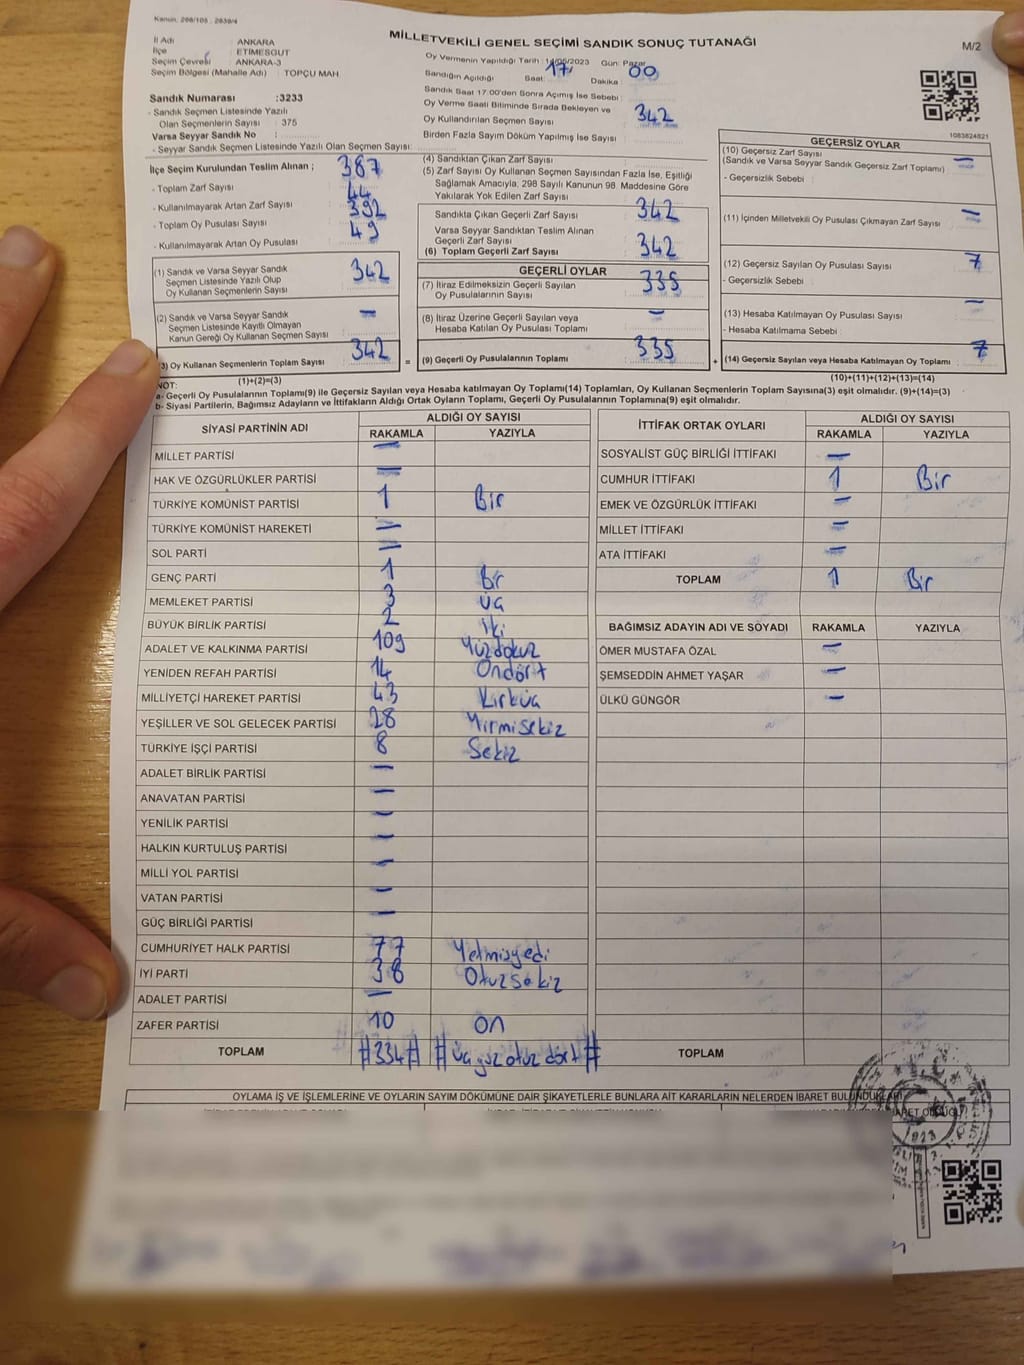 Kanun, 298/105 : 2839/4
MİLLETVEKİLİ GENEL SEÇİMİ SANDIK SONUÇ TUTANAĞI
M/2
İl Adı : ANKARA
İlçe : ETİMESGUT
Seçim Çevresi : ANKARA-3
Seçim Bölgesi (Mahalle Adı) : TOPÇU MAH.
Sandık Numarası :3233
- Sandık Seçmen Listesinde Yazılı
Olan Seçmenlerin Sayısı : 375
Varsa Seyyar Sandık No :
- Seyyar Sandık Seçmen Listesinde Yazılı Olan Seçmen Sayısı:
Oy Vermenin Yapıldığı Tarih : 14/05/2023 Gün: Pazar
Sandığın Açıldığı Saat: 17 Dakika : 00
Sandık Saat 17:00'den Sonra Açılmış İse Sebebi :
Oy Verme Saati Bitiminde Sırada Bekleyen ve
Oy Kullandırılan Seçmen Sayısı : 342
Birden Fazla Sayım Döküm Yapılmış İse Sayısı :
1083824821
İlçe Seçim Kurulundan Teslim Alınan ;
- Toplam Zarf Sayısı : 387
- Kullanılmayarak Artan Zarf Sayısı : 44
- Toplam Oy Pusulası Sayısı : 392
- Kullanılmayarak Artan Oy Pusulası : 49
(1) Sandık ve Varsa Seyyar Sandık
Seçmen Listesinde Yazılı Olup
Oy Kullanan Seçmenlerin Sayısı : 342
(2) Sandık ve Varsa Seyyar Sandık
Seçmen Listesinde Kayıtlı Olmayan
Kanun Gereği Oy Kullanan Seçmen Sayısı : —
3) Oy Kullanan Seçmenlerin Toplam Sayısı : 342 =
(1)+(2)=(3)
(4) Sandıktan Çıkan Zarf Sayısı :
(5) Zarf Sayısı Oy Kullanan Seçmen Sayısından Fazla İse, Eşitliği
Sağlamak Amacıyla, 298 Sayılı Kanunun 98. Maddesine Göre
Yakılarak Yok Edilen Zarf Sayısı :
Sandıkta Çıkan Geçerli Zarf Sayısı : 342
Varsa Seyyar Sandıktan Teslim Alınan
Geçerli Zarf Sayısı :
(6) Toplam Geçerli Zarf Sayısı : 342
GEÇERLİ OYLAR
(7) İtiraz Edilmeksizin Geçerli Sayılan
Oy Pusulalarının Sayısı : 335
(8) İtiraz Üzerine Geçerli Sayılan veya
Hesaba Katılan Oy Pusulası Toplamı : —
(9) Geçerli Oy Pusulalarının Toplamı : 335 +
GEÇERSİZ OYLAR
(10) Geçersiz Zarf Sayısı : —
(Sandık ve Varsa Seyyar Sandık Geçersiz Zarf Toplamı)
- Geçersizlik Sebebi :
(11) İçinden Milletvekili Oy Pusulası Çıkmayan Zarf Sayısı : —
(12) Geçersiz Sayılan Oy Pusulası Sayısı : 7
- Geçersizlik Sebebi :
(13) Hesaba Katılmayan Oy Pusulası Sayısı : —
- Hesaba Katılmama Sebebi :
(14) Geçersiz Sayılan veya Hesaba Katılmayan Oy Toplamı : 7
(10)+(11)+(12)+(13)=(14)
NOT:
a- Geçerli Oy Pusulalarının Toplamı(9) ile Geçersiz Sayılan veya Hesaba katılmayan Oy Toplamı(14) Toplamları, Oy Kullanan Seçmenlerin Toplam Sayısına(3) eşit olmalıdır. (9)+(14)=(3)
b- Siyasi Partilerin, Bağımsız Adayların ve İttifakların Aldığı Ortak Oyların Toplamı, Geçerli Oy Pusulalarının Toplamına(9) eşit olmalıdır.
SİYASİ PARTİNİN ADI ALDIĞI OY SAYISI
RAKAMLA YAZIYLA
MİLLET PARTİSİ —
HAK VE ÖZGÜRLÜKLER PARTİSİ —
TÜRKİYE KOMÜNİST PARTİSİ 1 Bir
TÜRKİYE KOMÜNİST HAREKETİ —
SOL PARTİ —
GENÇ PARTİ 1 Bir
MEMLEKET PARTİSİ 3 üç
BÜYÜK BİRLİK PARTİSİ 2 iki
ADALET VE KALKINMA PARTİSİ 109 Yüzdokuz
YENİDEN REFAH PARTİSİ 14 Ondört
MİLLİYETÇİ HAREKET PARTİSİ 43 Kırküç
YEŞİLLER VE SOL GELECEK PARTİSİ 28 Yirmisekiz
TÜRKİYE İŞÇİ PARTİSİ 8 Sekiz
ADALET BİRLİK PARTİSİ —
ANAVATAN PARTİSİ —
YENİLİK PARTİSİ —
HALKIN KURTULUŞ PARTİSİ —
MİLLİ YOL PARTİSİ —
VATAN PARTİSİ —
GÜÇ BİRLİĞİ PARTİSİ —
CUMHURİYET HALK PARTİSİ 77 Yetmişyedi
İYİ PARTİ 38 Otuzsekiz
ADALET PARTİSİ —
ZAFER PARTİSİ 10 on
TOPLAM #334# #üçyüzotuzdört#
İTTİFAK ORTAK OYLARI ALDIĞI OY SAYISI
RAKAMLA YAZIYLA
SOSYALİST GÜÇ BİRLİĞİ İTTİFAKI —
CUMHUR İTTİFAKI 1 Bir
EMEK VE ÖZGÜRLÜK İTTİFAKI —
MİLLET İTTİFAKI —
ATA İTTİFAKI —
TOPLAM 1 Bir
BAĞIMSIZ ADAYIN ADI VE SOYADI RAKAMLA YAZIYLA
ÖMER MUSTAFA ÖZAL —
ŞEMSEDDİN AHMET YAŞAR —
ÜLKÜ GÜNGÖR —
TOPLAM
OYLAMA İŞ VE İŞLEMLERİNE VE OYLARIN SAYIM DÖKÜMÜNE DAİR ŞİKAYETLERLE BUNLARA AİT KARARLARIN NELERDEN İBARET BULUNDUKLARI
T.C.
1923